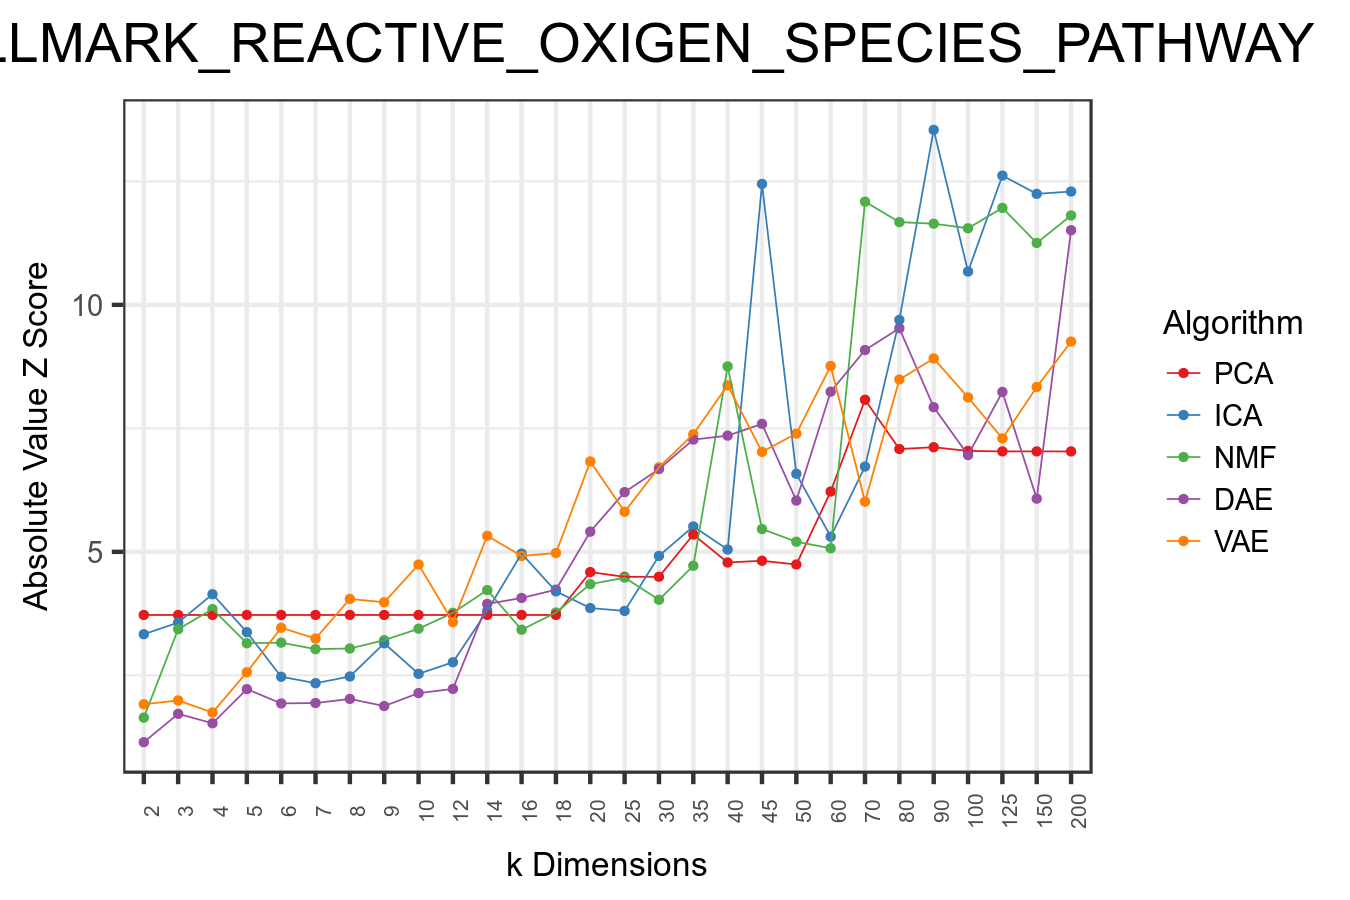 LLMARK_REACTIVE_OXIGEN_SPECIES_PATHWAY
Absolute Value Z Score
10
5
2 3 4 5 6 7 8 9 10 12 14 16 18 20 25 30 35 40 45 50 60 70 80 90 100 125 150 200
k Dimensions
Algorithm
PCA
ICA
NMF
DAE
VAE